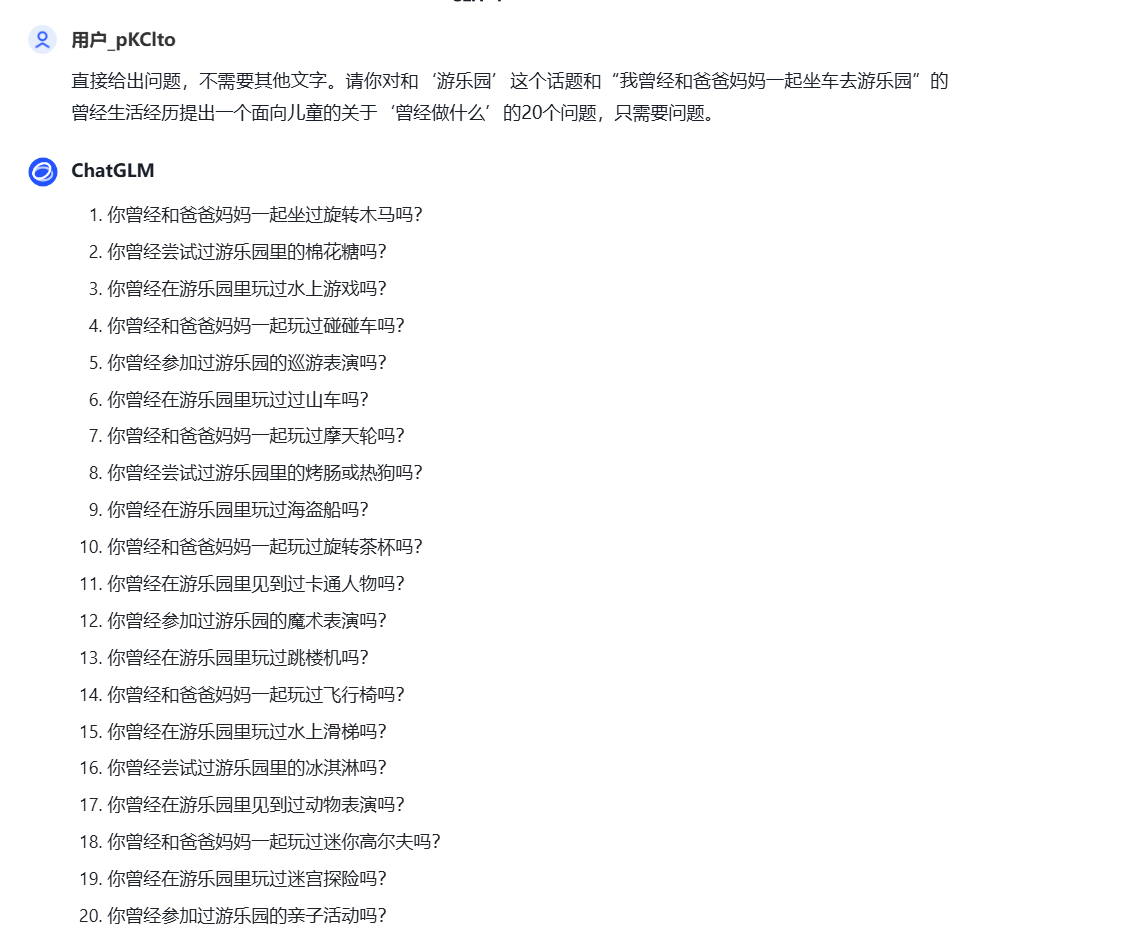 用户_pKClto
直接给出问题，不需要其他文字。请你对和‘游乐园’这个话题和“我曾经和爸爸妈妈一起坐车去游乐园”的
曾经生活经历提出一个面向儿童的关于‘曾经做什么’的20个问题，只需要问题。
ChatGLM
1. 你曾经和爸爸妈妈一起坐过旋转木马吗？
2. 你曾经尝试过游乐园里的棉花糖吗？
3. 你曾经在游乐园里玩过水上游戏吗？
4. 你曾经和爸爸妈妈一起玩过碰碰车吗？
5. 你曾经参加过游乐园的巡游表演吗？
6. 你曾经在游乐园里玩过过山车吗？
7. 你曾经和爸爸妈妈一起玩过摩天轮吗？
8. 你曾经尝试过游乐园里的烤肠或热狗吗？
9. 你曾经在游乐园里玩过海盗船吗？
10. 你曾经和爸爸妈妈一起玩过旋转茶杯吗？
11. 你曾经在游乐园里见到过卡通人物吗？
12. 你曾经参加过游乐园的魔术表演吗？
13. 你曾经在游乐园里玩过跳楼机吗？
14. 你曾经和爸爸妈妈一起玩过飞行椅吗？
15. 你曾经在游乐园里玩过水上滑梯吗？
16. 你曾经尝试过游乐园里的冰淇淋吗？
17. 你曾经在游乐园里见到过动物表演吗？
18. 你曾经和爸爸妈妈一起玩过迷你高尔夫吗？
19. 你曾经在游乐园里玩过迷宫探险吗？
20. 你曾经参加过游乐园的亲子活动吗？